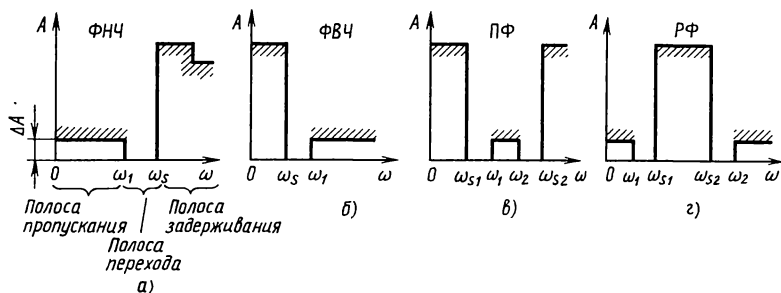 A ФНЧ A ФВЧ A ПФ A РФ
ΔA
0 ω₁ ωₛ ω 0 ωₛ ω₁ ω 0 ωₛ₁ ω₁ ω₂ ωₛ₂ ω 0 ω₁ ωₛ₁ ωₛ₂ ω₂ ω
Полоса пропускания
Полоса задерживания
Полоса перехода
а) б) в) г)